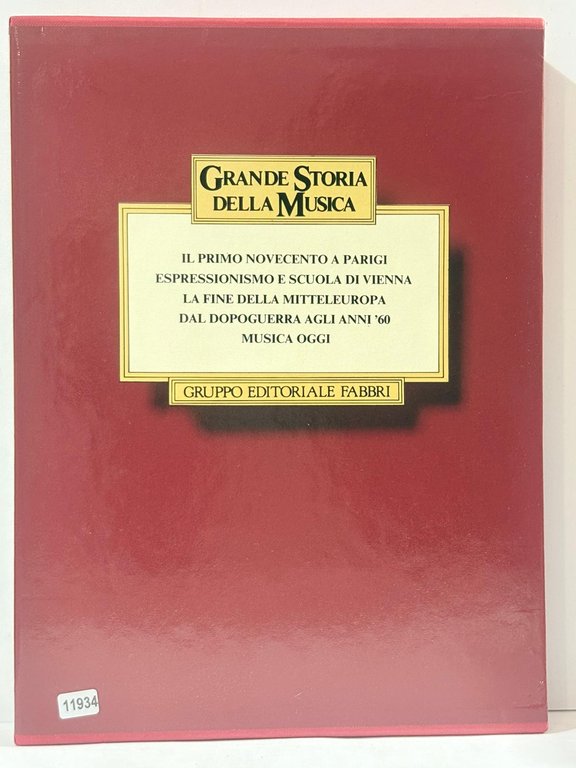 GRANDE STORIA
DELLA MUSICA
IL PRIMO NOVECENTO A PARIGI
ESPRESSIONISMO E SCUOLA DI VIENNA
LA FINE DELLA MITTELEUROPA
DAL DOPOGUERRA AGLI ANNI '60
MUSICA OGGI
GRUPPO EDITORIALE FABBRI
11934